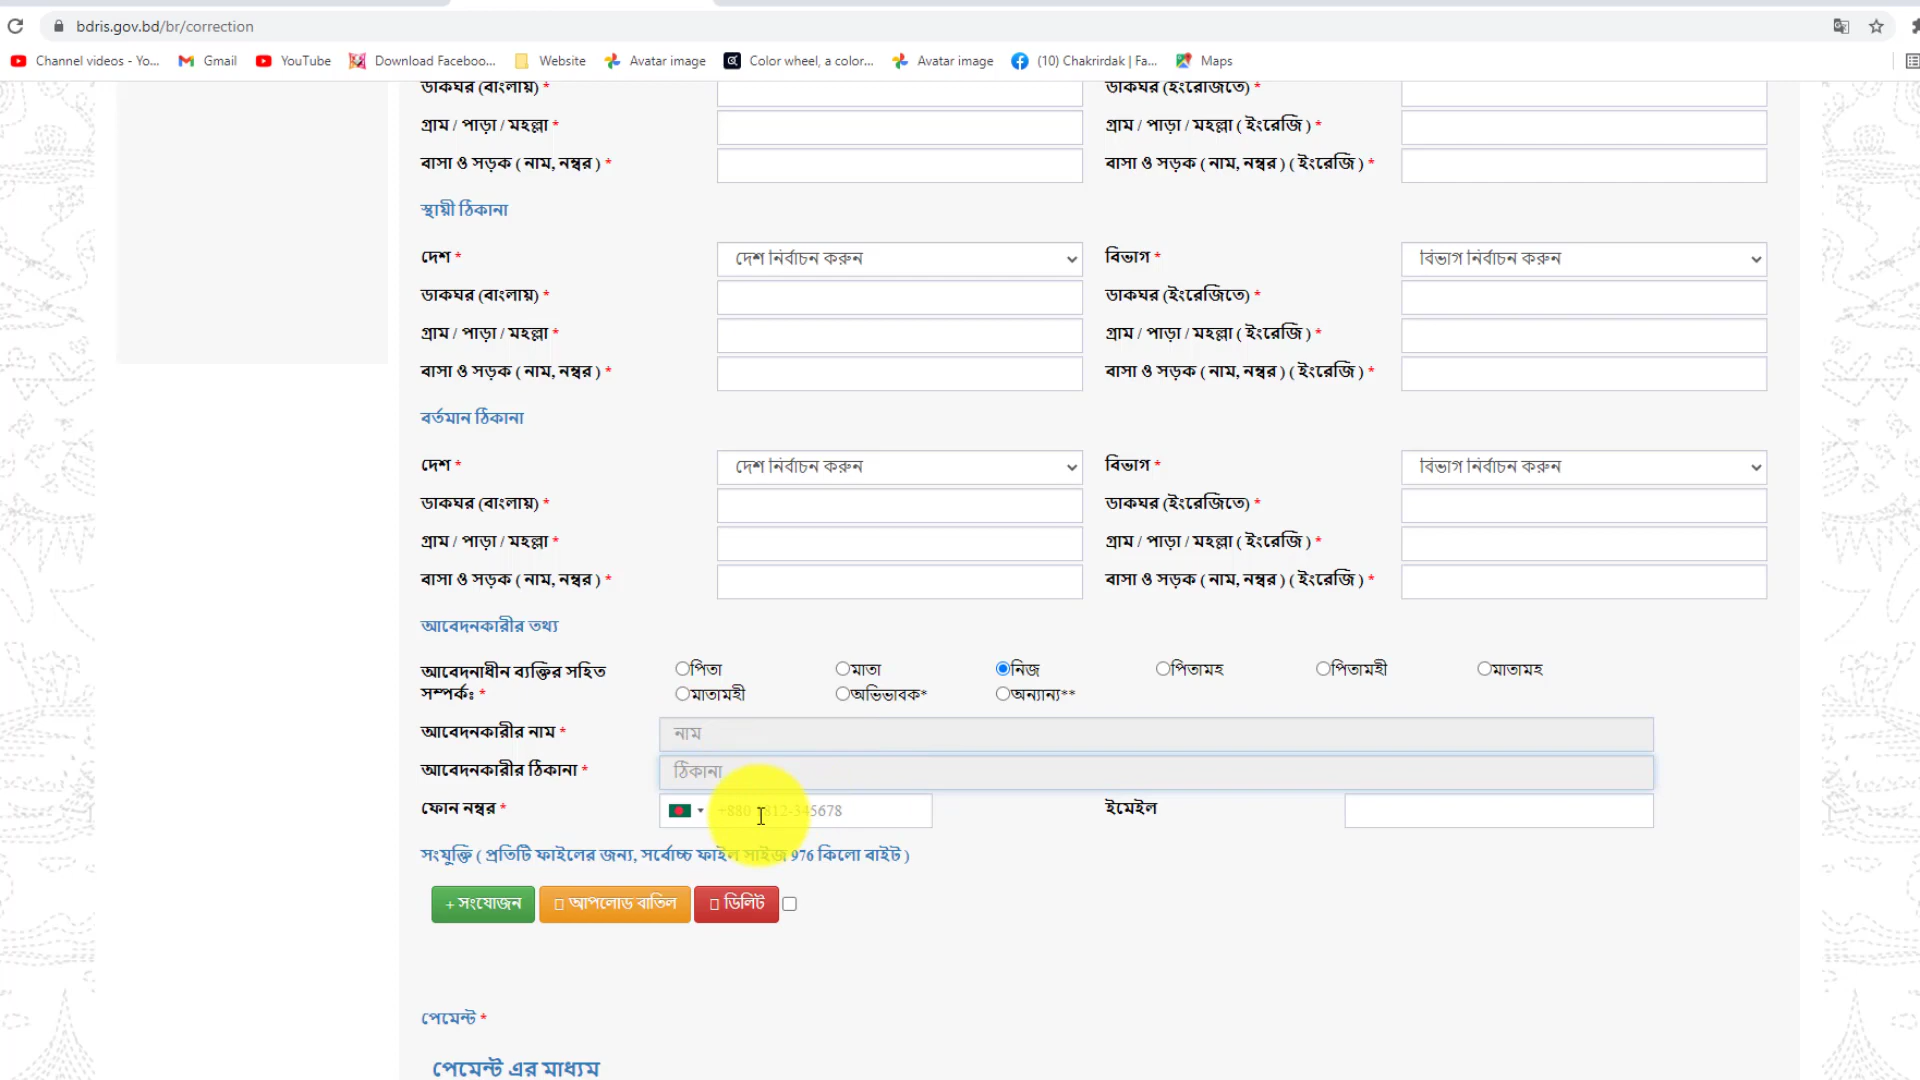 bdris.gov.bd/br/correction
Channel videos - Yo... Gmail YouTube Download Faceboo... Website Avatar image Color wheel, a color... Avatar image (10) Chakrirdak | Fa... Maps
ডাকঘর (বাংলায়) * ডাকঘর (ইংরেজিতে) *
গ্রাম / পাড়া / মহল্লা * গ্রাম / পাড়া / মহল্লা ( ইংরেজি ) *
বাসা ও সড়ক ( নাম, নম্বর ) * বাসা ও সড়ক ( নাম, নম্বর ) ( ইংরেজি ) *
স্থায়ী ঠিকানা
দেশ * দেশ নির্বাচন করুন বিভাগ * বিভাগ নির্বাচন করুন
ডাকঘর (বাংলায়) * ডাকঘর (ইংরেজিতে) *
গ্রাম / পাড়া / মহল্লা * গ্রাম / পাড়া / মহল্লা ( ইংরেজি ) *
বাসা ও সড়ক ( নাম, নম্বর ) * বাসা ও সড়ক ( নাম, নম্বর ) ( ইংরেজি ) *
বর্তমান ঠিকানা
দেশ * দেশ নির্বাচন করুন বিভাগ * বিভাগ নির্বাচন করুন
ডাকঘর (বাংলায়) * ডাকঘর (ইংরেজিতে) *
গ্রাম / পাড়া / মহল্লা * গ্রাম / পাড়া / মহল্লা ( ইংরেজি ) *
বাসা ও সড়ক ( নাম, নম্বর ) * বাসা ও সড়ক ( নাম, নম্বর ) ( ইংরেজি ) *
আবেদনকারীর তথ্য
আবেদনাধীন ব্যক্তির সহিত পিতা মাতা নিজ পিতামহ পিতামহী মাতামহ
সম্পর্কঃ * মাতামহী অভিভাবক* অন্যান্য**
আবেদনকারীর নাম * নাম
আবেদনকারীর ঠিকানা * ঠিকানা
ফোন নম্বর * +880 1812-345678 ইমেইল
সংযুক্তি ( প্রতিটি ফাইলের জন্য, সর্বোচ্চ ফাইল সাইজ 976 কিলো বাইট )
+ সংযোজন আপলোড বাতিল ডিলিট
পেমেন্ট *
পেমেন্ট এর মাধ্যম